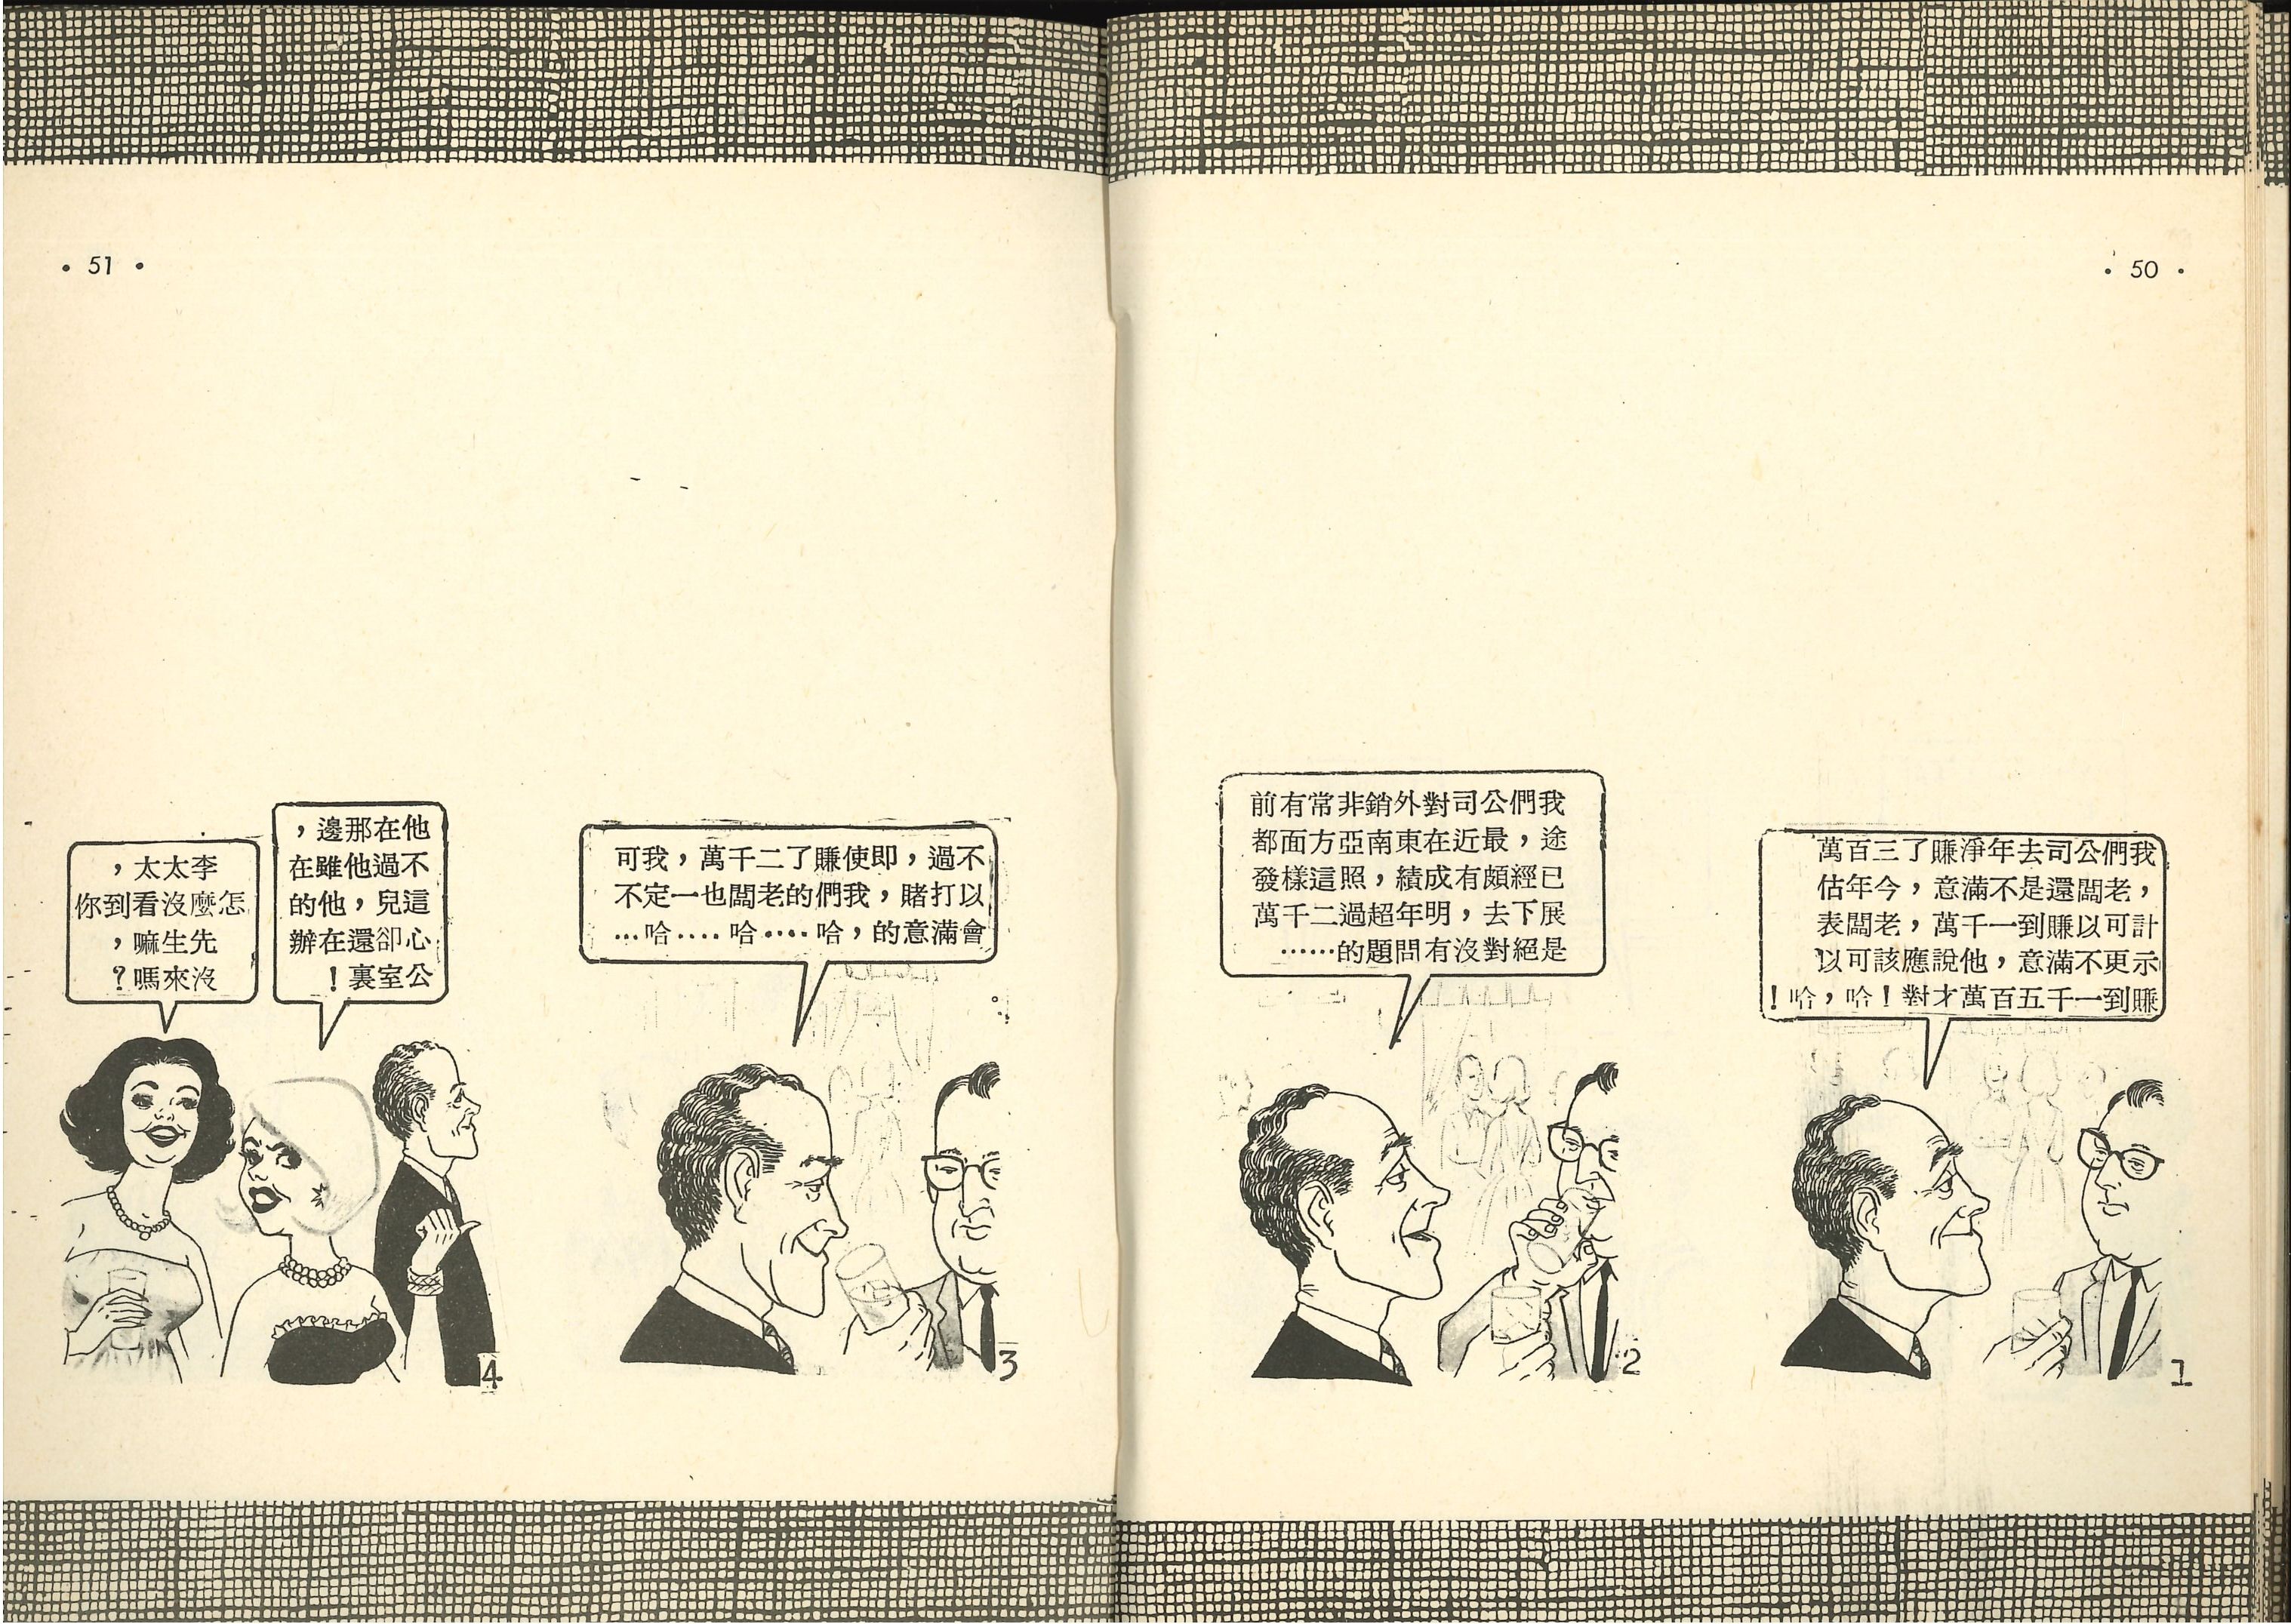 · 50 ·
我們公司去年淨賺了三百萬
，老闆還是不滿意，今年估
計可以賺到一千萬，老闆表
示更不滿意，他說應該可以
賺到一千五百萬才對！哈，哈！
1
我們公司對外銷非常有前
途，最近在東南亞方面都
已經頗有成績，照這樣發
展下去，明年超過二千萬
是絕對沒有問題的……
2
· 51 ·
不過，即使賺了二千萬，我可
以打賭，我們的老闆也一定不
會滿意的，哈....哈....哈...
3
李太太，
怎麼沒看到你
先生嘛，
沒來嗎？
他在那邊，
不過他雖在
這兒，他的
心卻還在辦
公室裏！
4